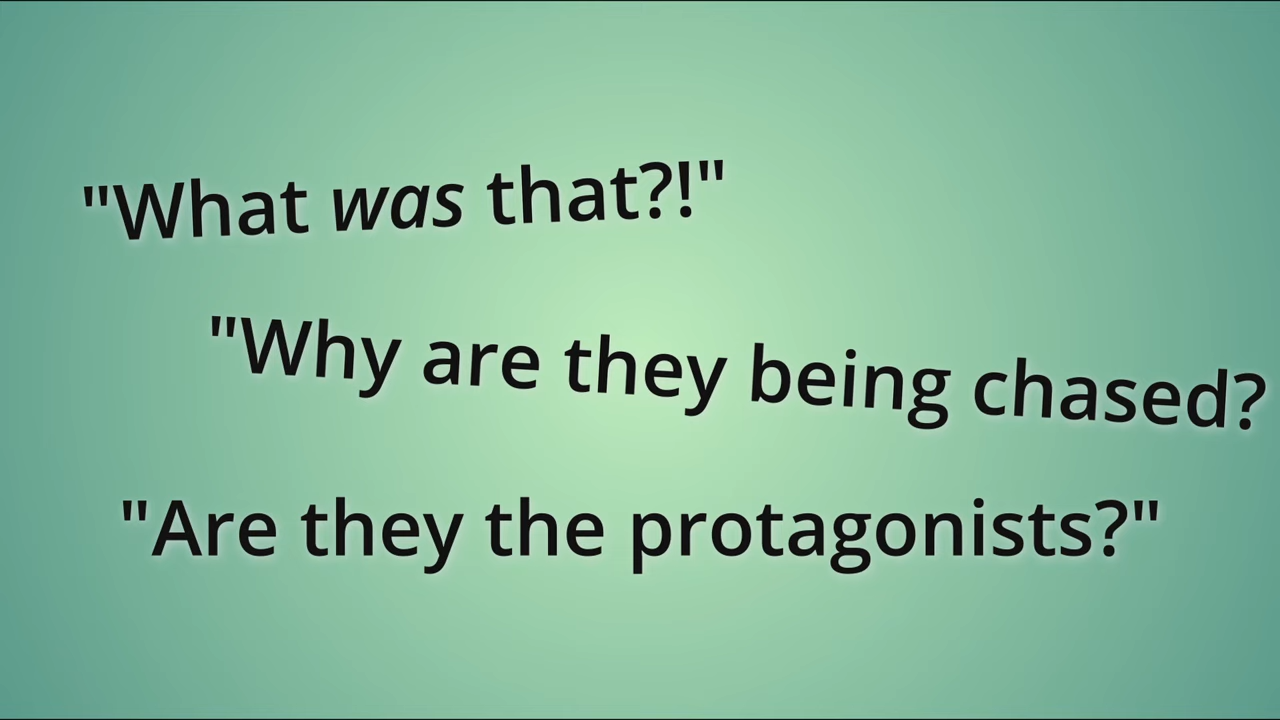 "What was that?!"
"Why are they being chased?
"Are they the protagonists?"